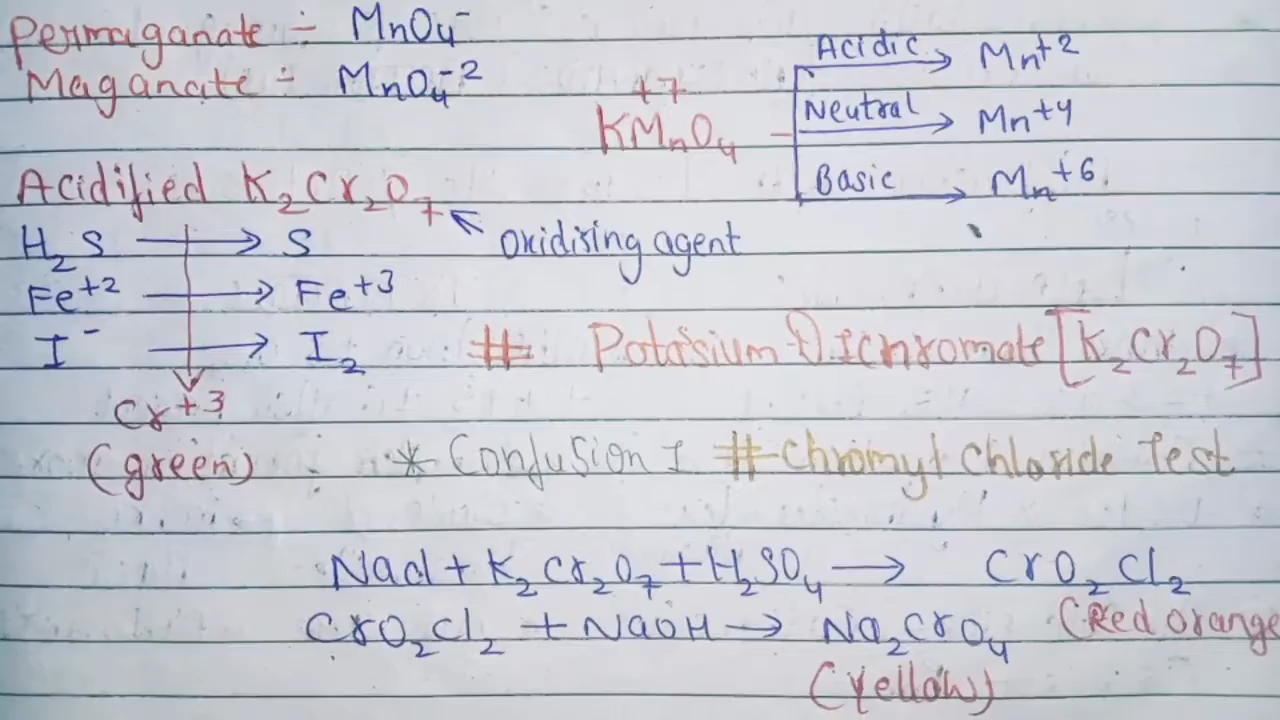 Permaganate ÷ MnO4-
Maganate ÷ MnO4-2
+7
KMnO4
Acidic → Mn+2
Neutral → Mn+4
Basic → Mn+6
Acidified K2Cr2O7
oxidising agent
H2S → S
Fe+2 → Fe+3
I- → I2
Cr+3
(green)
# Potasium Dichromate [K2Cr2O7]
* Confusion I # Chromyl Chloride Test
Nacl + K2Cr2O7 + H2SO4 → CrO2Cl2
(Red orange
CrO2Cl2 + NaOH → Na2CrO4
(Yellow)